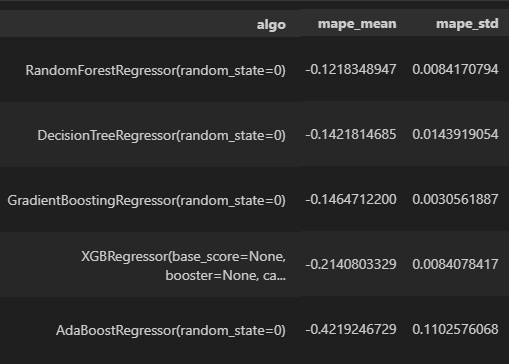 algo mape_mean mape_std
RandomForestRegressor(random_state=0) -0.1218348947 0.0084170794
DecisionTreeRegressor(random_state=0) -0.1421814685 0.0143919054
GradientBoostingRegressor(random_state=0) -0.1464712200 0.0030561887
XGBRegressor(base_score=None,
booster=None, ca... -0.2140803329 0.0084078417
AdaBoostRegressor(random_state=0) -0.4219246729 0.1102576068